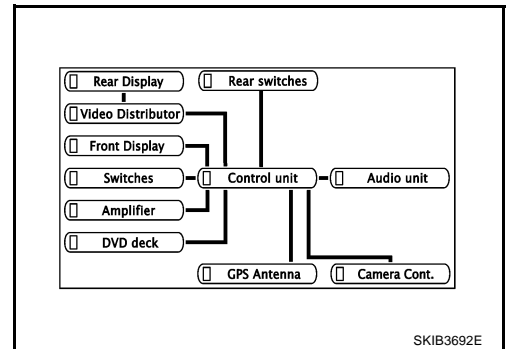 Rear Display
Rear switches
Video Distributor
Front Display
Switches
Control unit
Audio unit
Amplifier
DVD deck
GPS Antenna
Camera Cont.
SKIB3692E